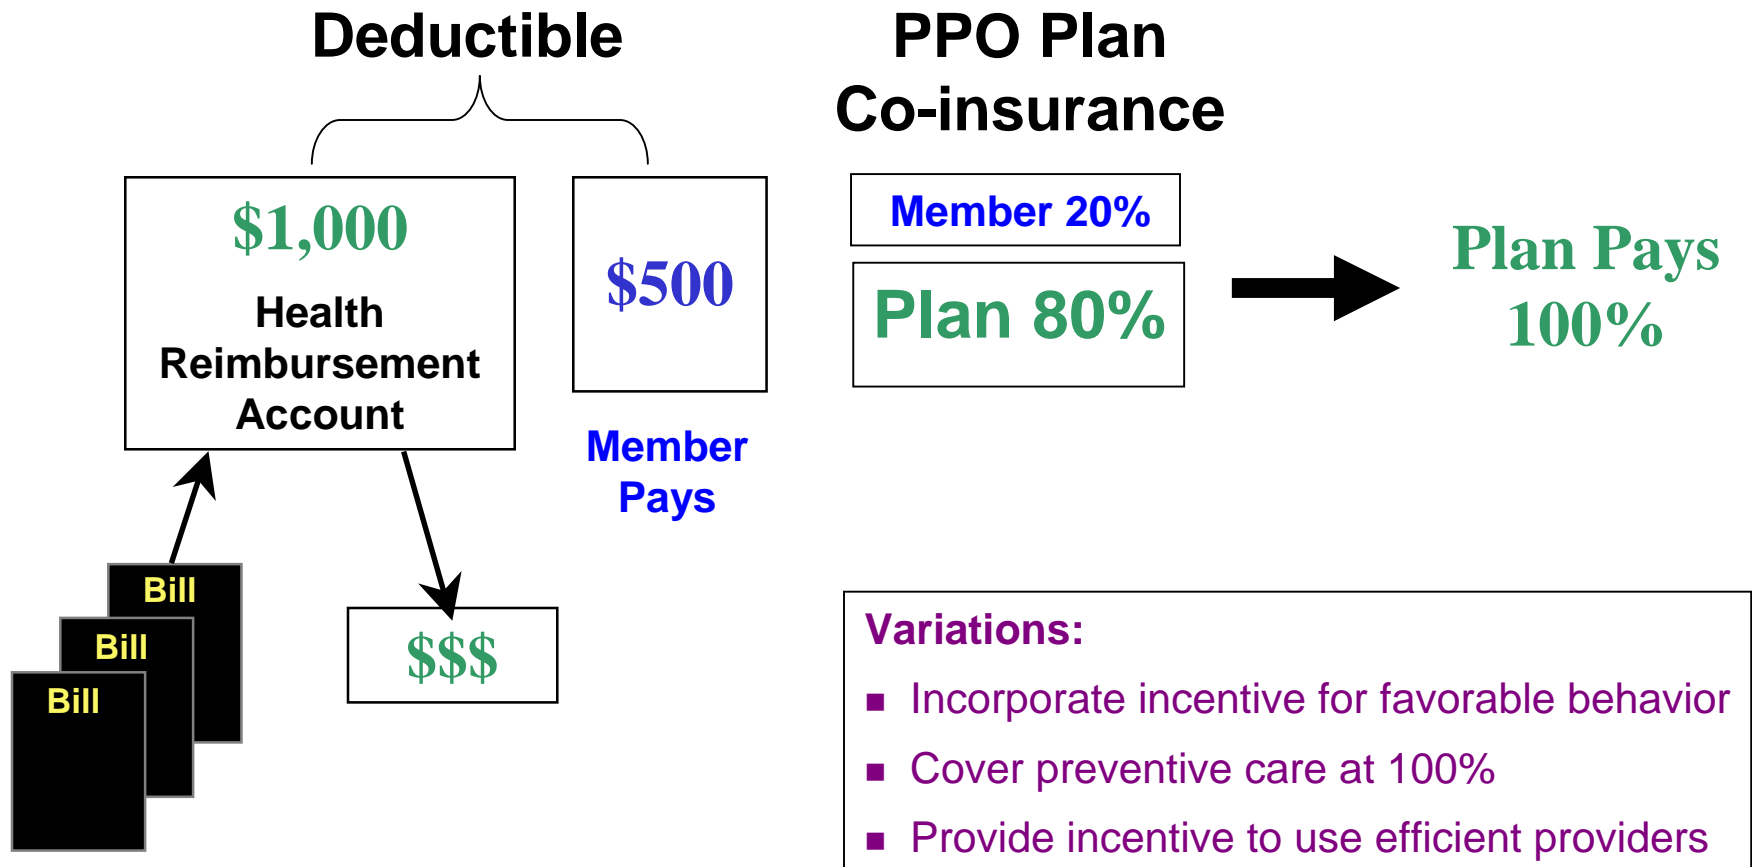 Deductible
PPO Plan
Co-insurance
$1,000
Health
Reimbursement
Account
$500
Member
Pays
Member 20%
Plan 80%
Plan Pays
100%
Bill
Bill
Bill
$$$
Variations:
■ Incorporate incentive for favorable behavior
■ Cover preventive care at 100%
■ Provide incentive to use efficient providers